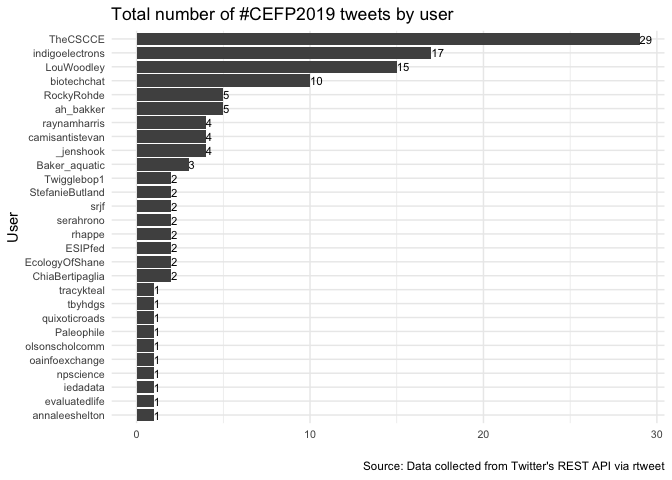 Total number of #CEFP2019 tweets by user
User
TheCSCCE 29
indigoelectrons 17
LouWoodley 15
biotechchat 10
RockyRohde 5
ah_bakker 5
raynamharris 4
camisantistevan 4
_jenshook 4
Baker_aquatic 3
Twigglebop1 2
StefanieButland 2
srjf 2
serahrono 2
rhappe 2
ESIPfed 2
EcologyOfShane 2
ChiaBertipaglia 2
tracykteal 1
tbyhdgs 1
quixoticroads 1
Paleophile 1
olsonscholcomm 1
oainfoexchange 1
npscience 1
iedadata 1
evaluatedlife 1
annaleeshelton 1
0 10 20 30
Source: Data collected from Twitter's REST API via rtweet